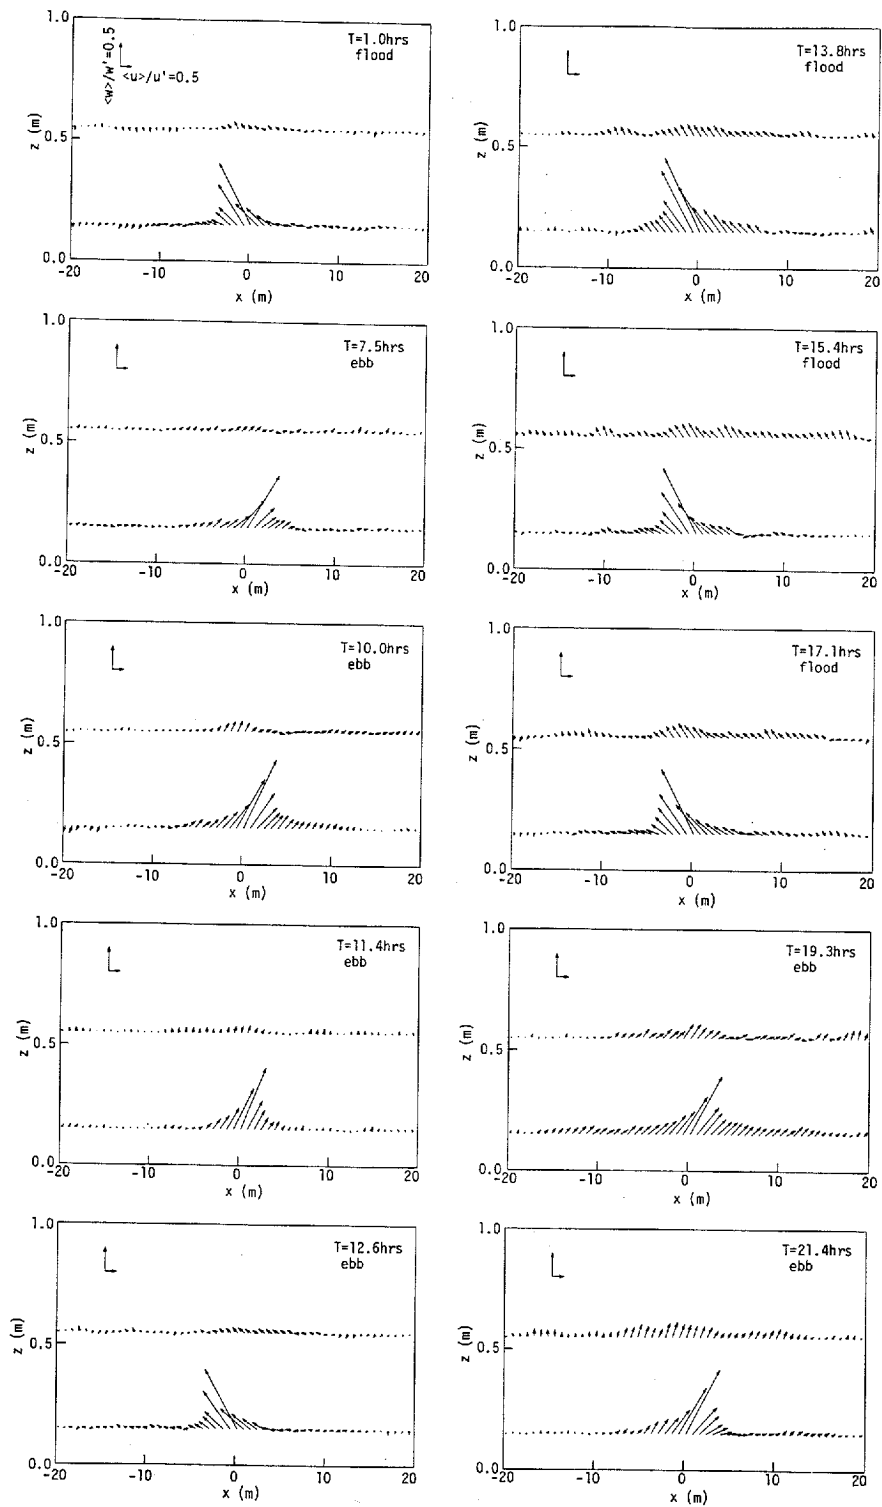 1.0
<w>/w'=0.5
<u>/u'=0.5
T=1.0hrs
flood
z (m)
0.5
0.0
-20
-10
0
10
20
x (m)
1.0
T=7.5hrs
ebb
z (m)
0.5
0.0
-20
-10
0
10
20
x (m)
1.0
T=10.0hrs
ebb
z (m)
0.5
0.0
-20
-10
0
10
20
x (m)
1.0
T=11.4hrs
ebb
z (m)
0.5
0.0
-20
-10
0
10
20
x (m)
1.0
T=12.6hrs
ebb
z (m)
0.5
0.0
-20
-10
0
10
20
x (m)
1.0
T=13.8hrs
flood
z (m)
0.5
0.0
-20
-10
0
10
20
x (m)
1.0
T=15.4hrs
flood
z (m)
0.5
0.0
-20
-10
0
10
20
x (m)
1.0
T=17.1hrs
flood
z (m)
0.5
0.0
-20
-10
0
10
20
x (m)
1.0
T=19.3hrs
ebb
z (m)
0.5
0.0
-20
-10
0
10
20
x (m)
1.0
T=21.4hrs
ebb
z (m)
0.5
0.0
-20
-10
0
10
20
x (m)